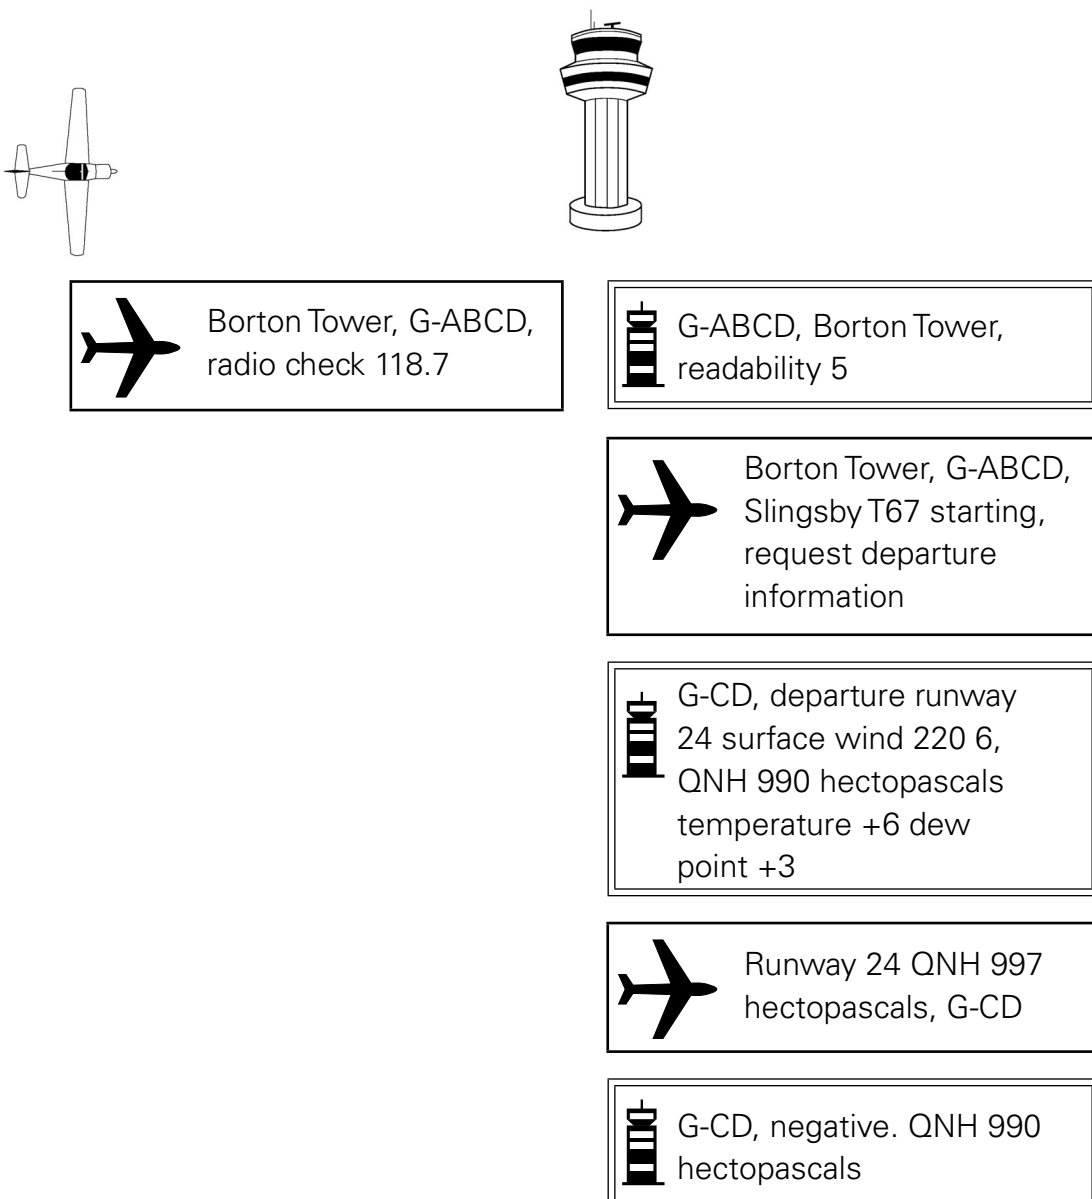 Borton Tower, G-ABCD,
radio check 118.7
G-ABCD, Borton Tower,
readability 5
Borton Tower, G-ABCD,
Slingsby T67 starting,
request departure
information
G-CD, departure runway
24 surface wind 220 6,
QNH 990 hectopascals
temperature +6 dew
point +3
Runway 24 QNH 997
hectopascals, G-CD
G-CD, negative. QNH 990
hectopascals